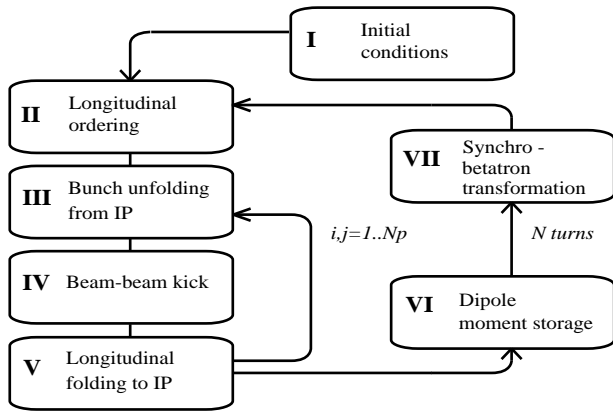 I Initial
conditions
II Longitudinal
ordering
III Bunch unfolding
from IP
IV Beam-beam kick
V Longitudinal
folding to IP
i,j=1..Np
VII Synchro -
betatron
transformation
N turns
VI Dipole
moment storage